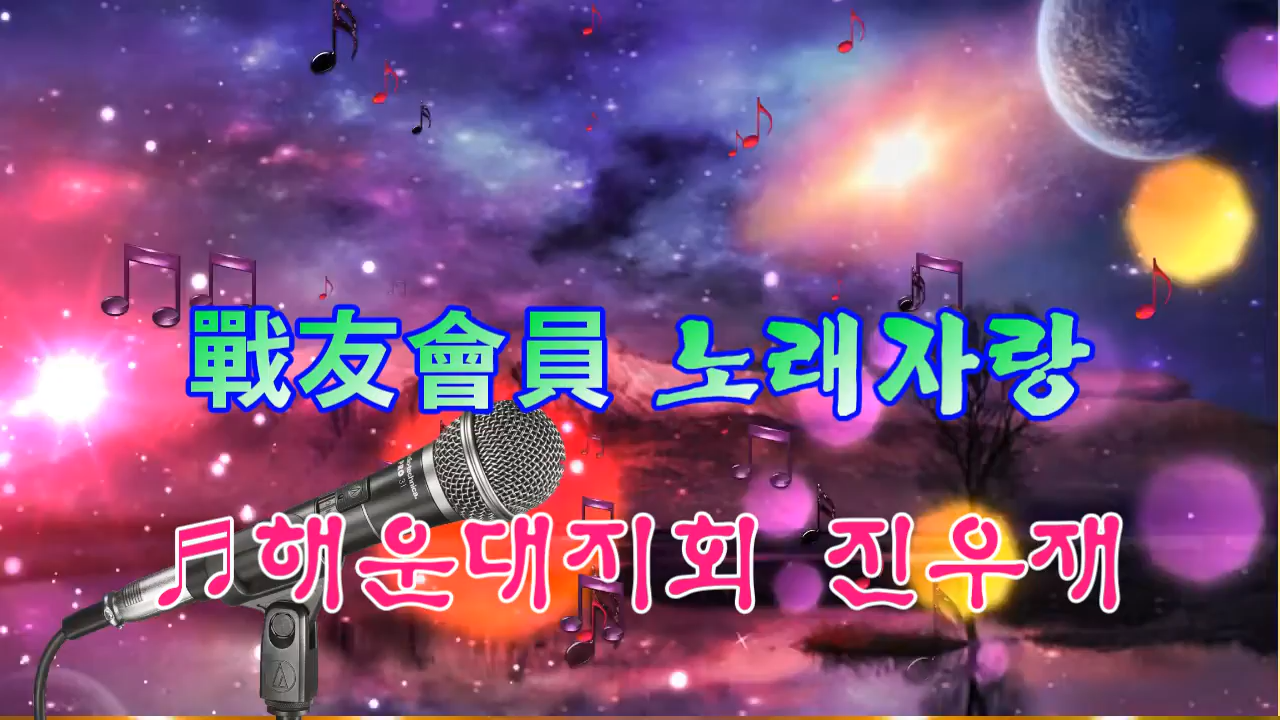 戰友會員 노래자랑
♬해운대지회 진우재